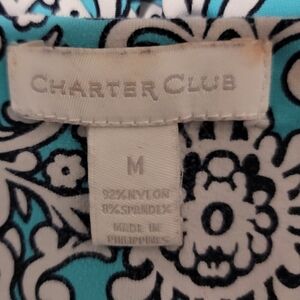 CHARTER CLUB
M
92% NYLON
8% SPANDEX
MADE IN
PHILIPPINES